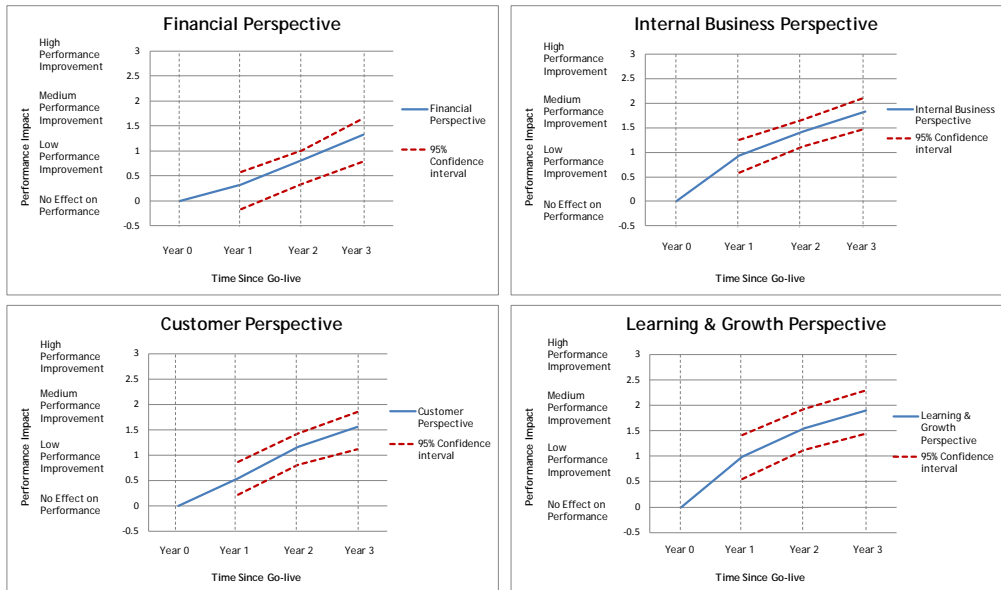 Financial Perspective
High
Performance
Improvement
Medium
Performance
Improvement
Low
Performance
Improvement
No Effect on
Performance
Performance Impact
3
2.5
2
1.5
1
0.5
0
-0.5
Year 0 Year 1 Year 2 Year 3
Time Since Go-live
Financial
Perspective
95%
Confidence
interval
Internal Business Perspective
High
Performance
Improvement
Medium
Performance
Improvement
Low
Performance
Improvement
No Effect on
Performance
Performance Impact
3
2.5
2
1.5
1
0.5
0
-0.5
Year 0 Year 1 Year 2 Year 3
Time Since Go-live
Internal Business
Perspective
95% Confidence
interval
Customer Perspective
High
Performance
Improvement
Medium
Performance
Improvement
Low
Performance
Improvement
No Effect on
Performance
Performance Impact
3
2.5
2
1.5
1
0.5
0
-0.5
Year 0 Year 1 Year 2 Year 3
Time Since Go-live
Customer
Perspective
95% Confidence
interval
Learning & Growth Perspective
High
Performance
Improvement
Medium
Performance
Improvement
Low
Performance
Improvement
No Effect on
Performance
Performance Impact
3
2.5
2
1.5
1
0.5
0
-0.5
Year 0 Year 1 Year 2 Year 3
Time Since Go-live
Learning &
Growth
Perspective
95% Confidence
interval